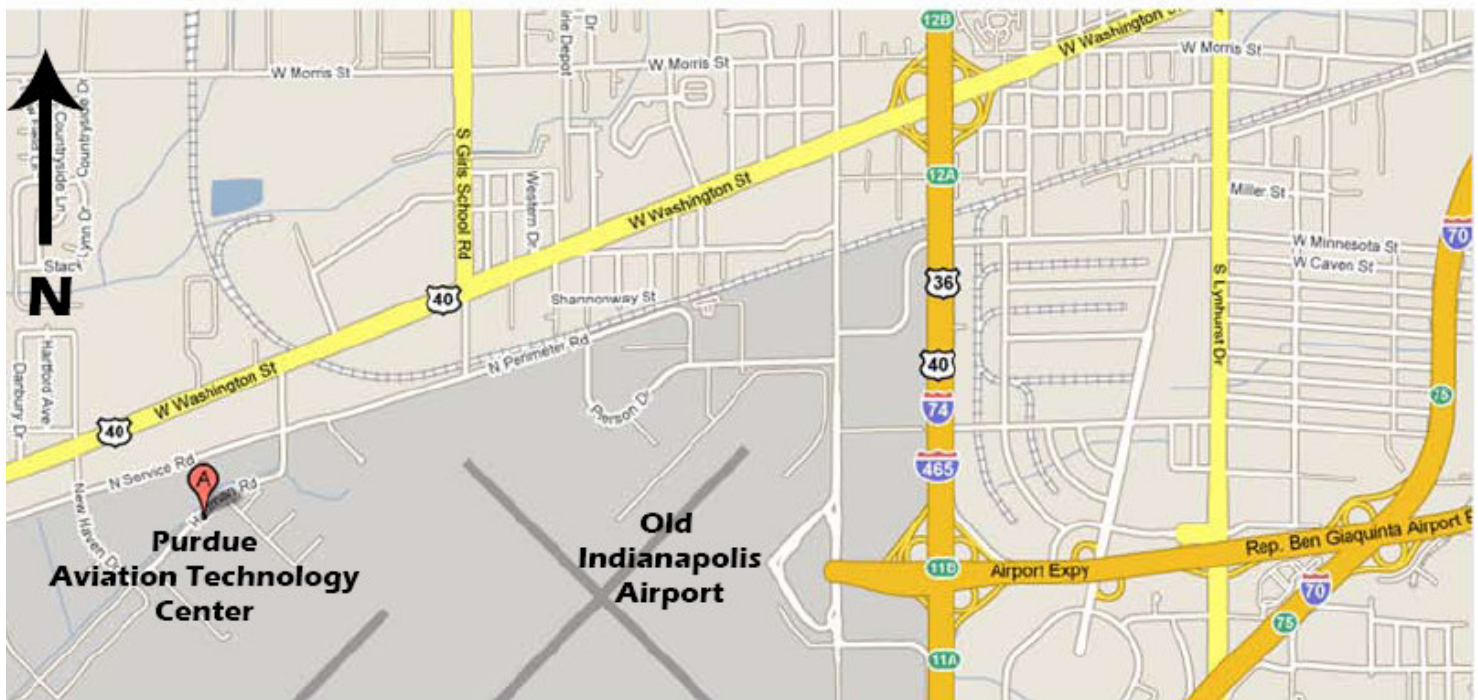 12B
W Washington St
W Morris St
W Morris St
W Morris St
Dr
Dr
Countryside Ln
Countryside Dr
S Girls School Rd
12A
Miller St
Western Dr
W Washington St
Lynn Dr
70
W Minnesota St
W Caven St
N
36
40
Shannonway St
S Lynhurst Dr
N Perimeter Rd
40
W Washington St
Hartford Ave
Danbury Dr
74
Pierson Dr
75
40
N Service Rd
465
A
New Haven Dr
Purdue
Aviation Technology
Center
Old
Indianapolis
Airport
Rep. Ben Giaquinta Airport E
11B
Airport Expy
70
75
11A